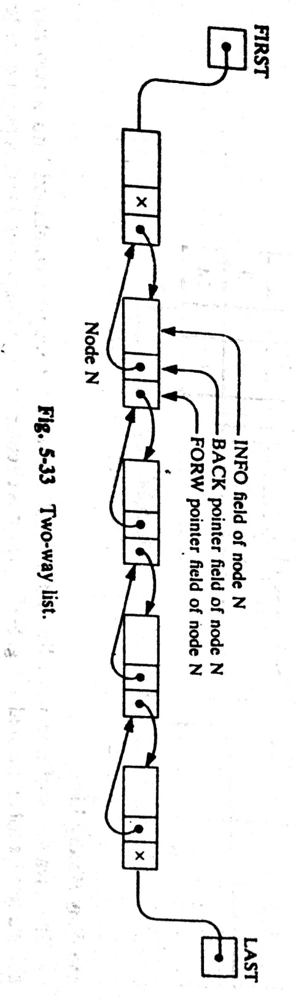 FIRST
LAST
INFO field of node N
BACK pointer field of node N
FORW pointer field of node N
x
x
Node N
Fig. 5-33 Two-way list.